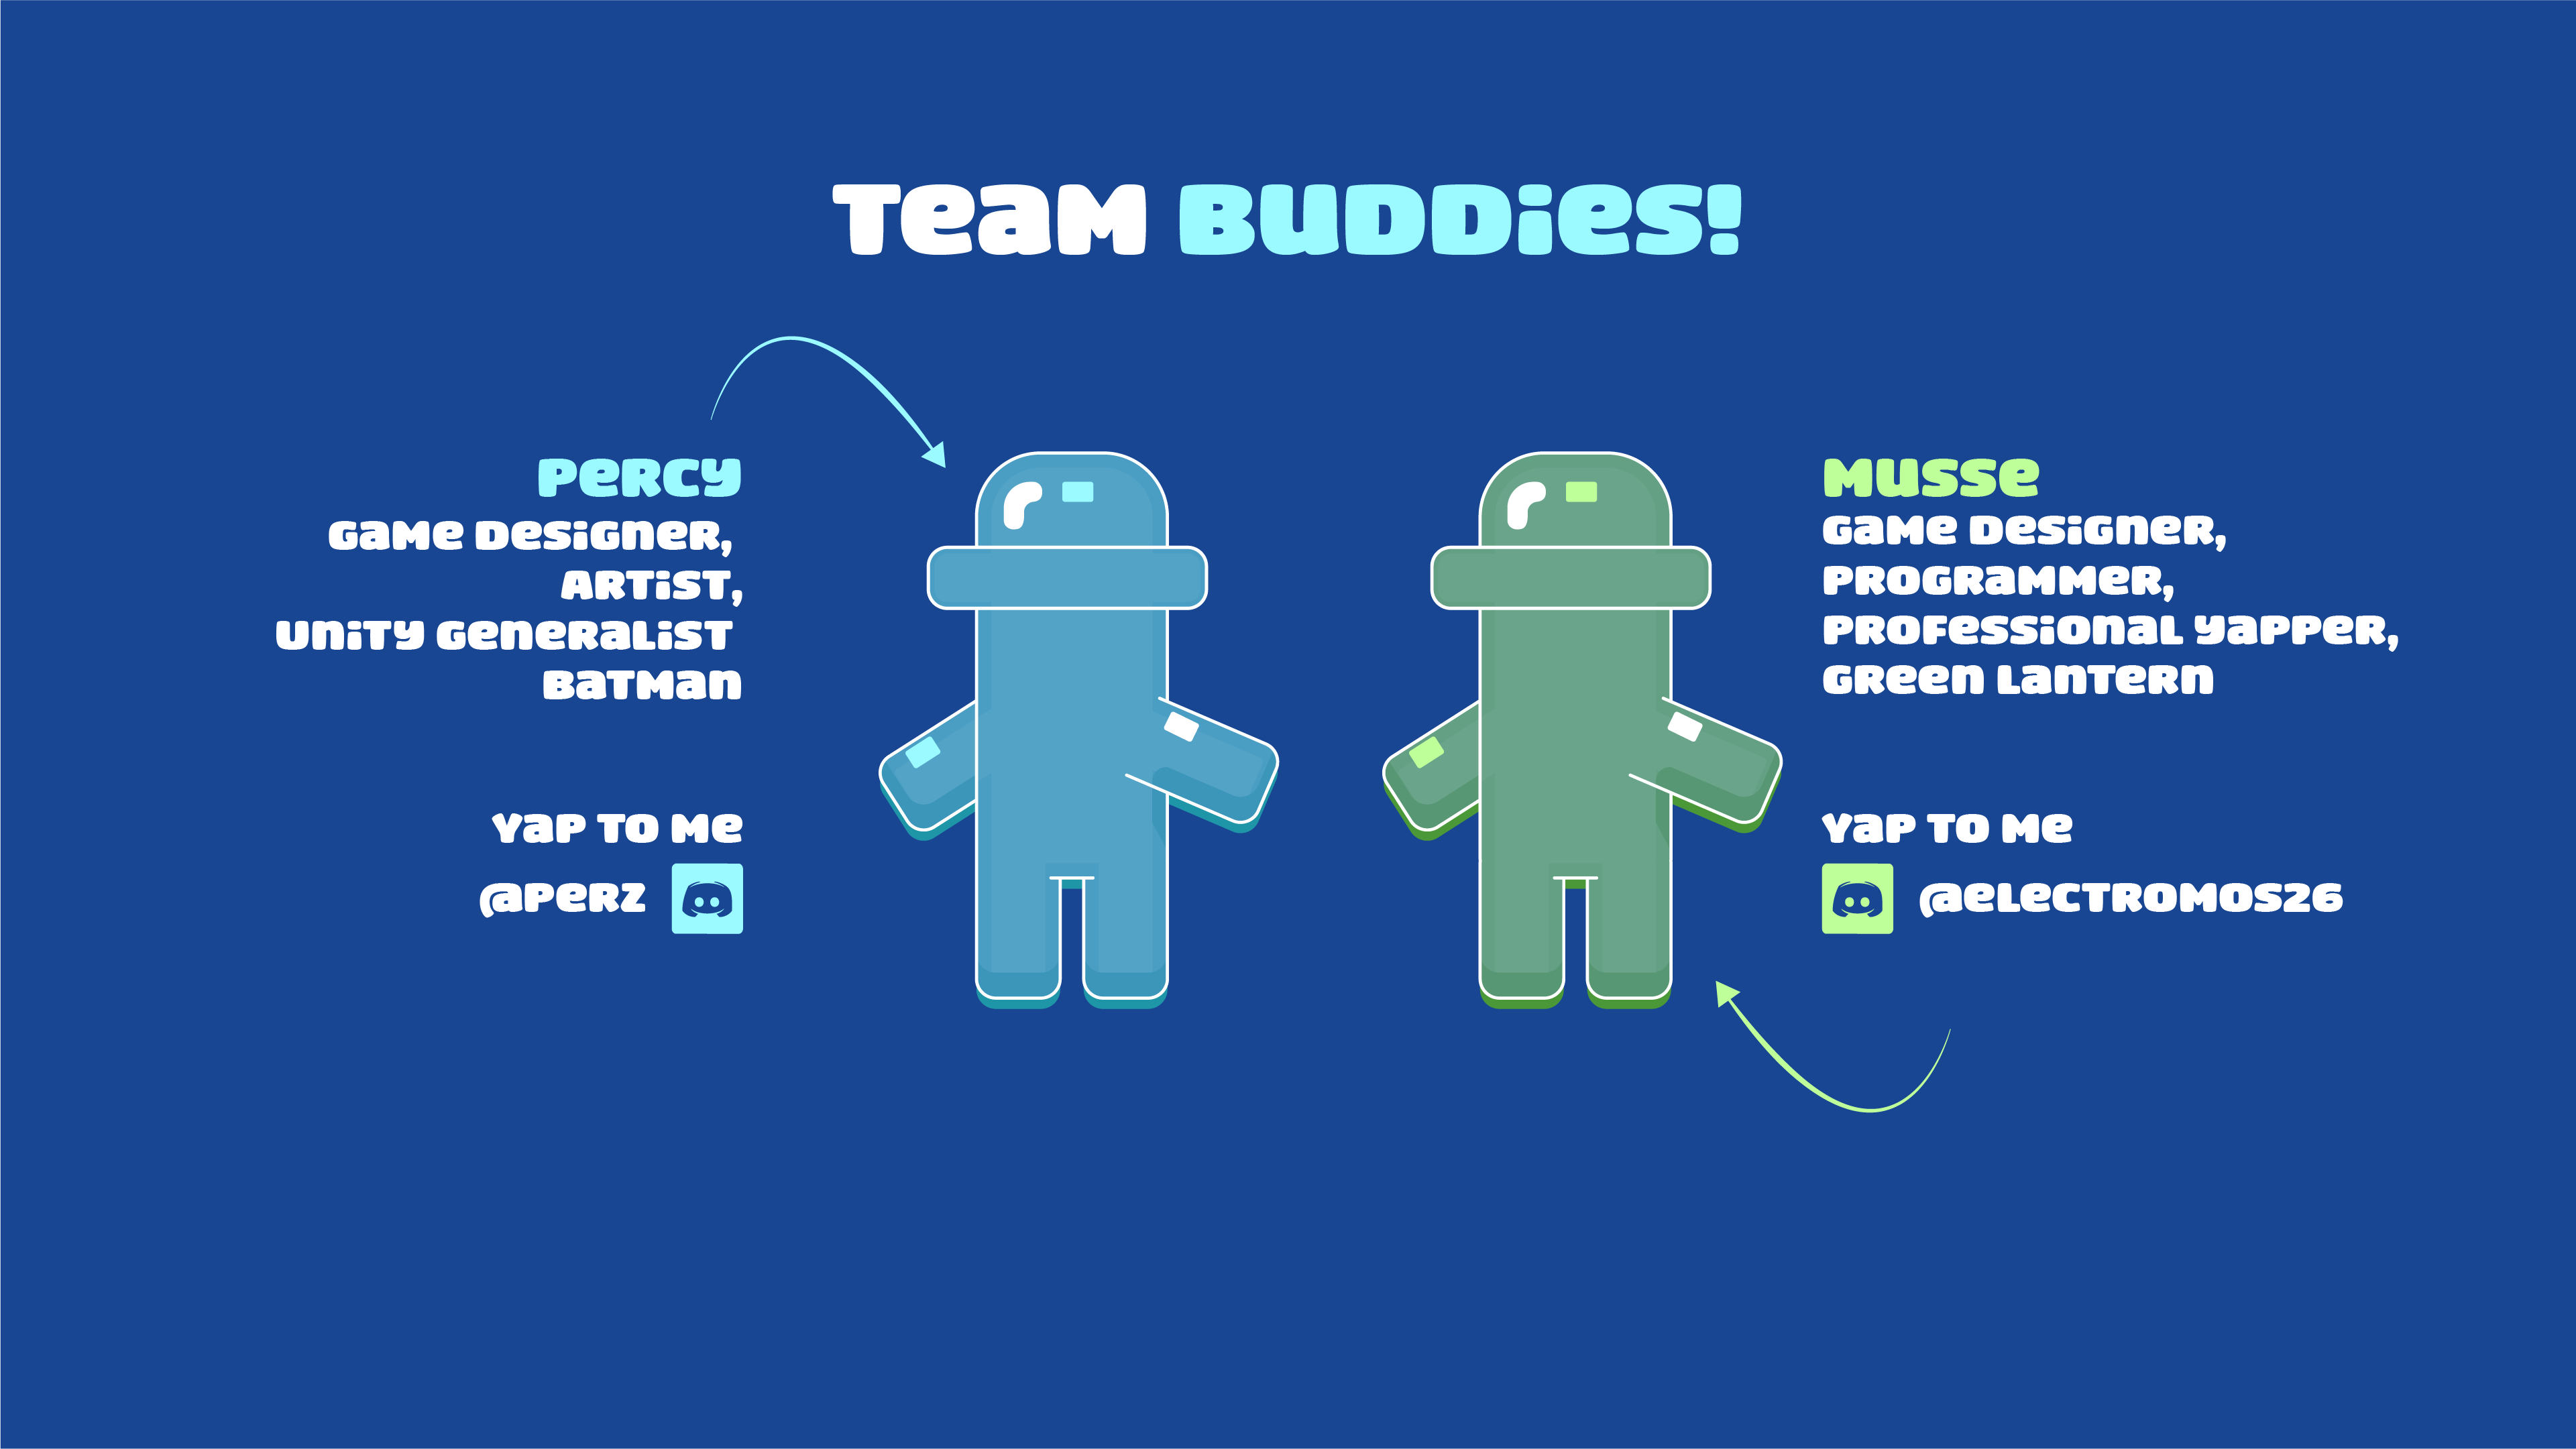 Team Buddies!
Percy
Game Designer,
Artist,
Unity Generalist
Batman
Yap to me
@perz
Musse
Game Designer,
Programmer,
Professional Yapper,
Green Lantern
Yap to me
@electromos26